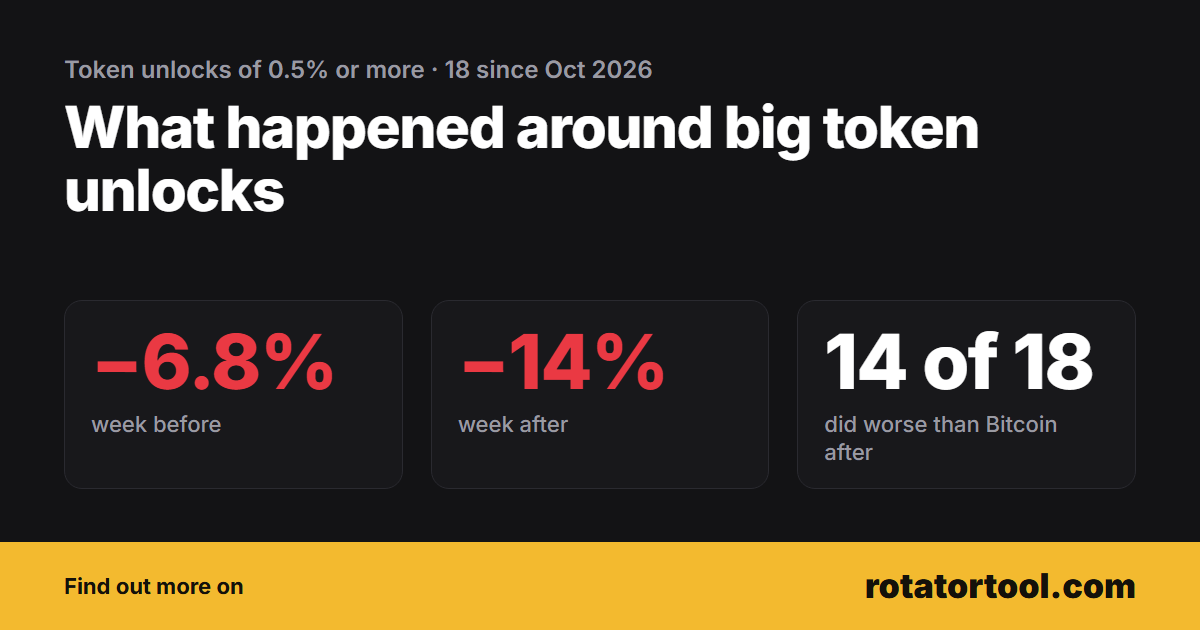 Token unlocks of 0.5% or more · 18 since Oct 2026
What happened around big token
unlocks
−6.8%
week before
−14%
week after
14 of 18
did worse than Bitcoin
after
Find out more on
rotatortool.com